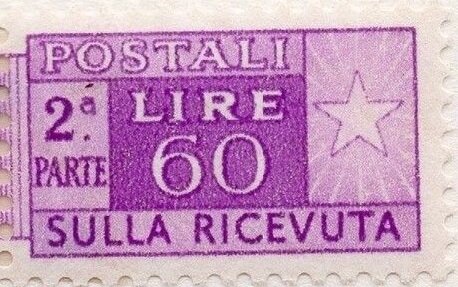 POSTALI
2ª.
PARTE
LIRE
60
SULLA RICEVUTA